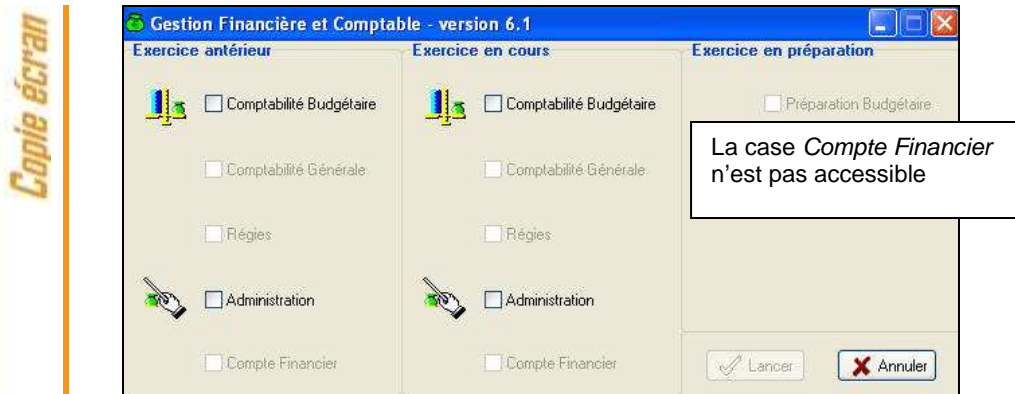 Copie écran
Gestion Financière et Comptable - version 6.1
Exercice antérieur
Comptabilité Budgétaire
Comptabilité Générale
Régies
Administration
Compte Financier
Exercice en cours
Comptabilité Budgétaire
Comptabilité Générale
Régies
Administration
Compte Financier
Exercice en préparation
Préparation Budgétaire
La case Compte Financier
n'est pas accessible
Lancer
Annuler